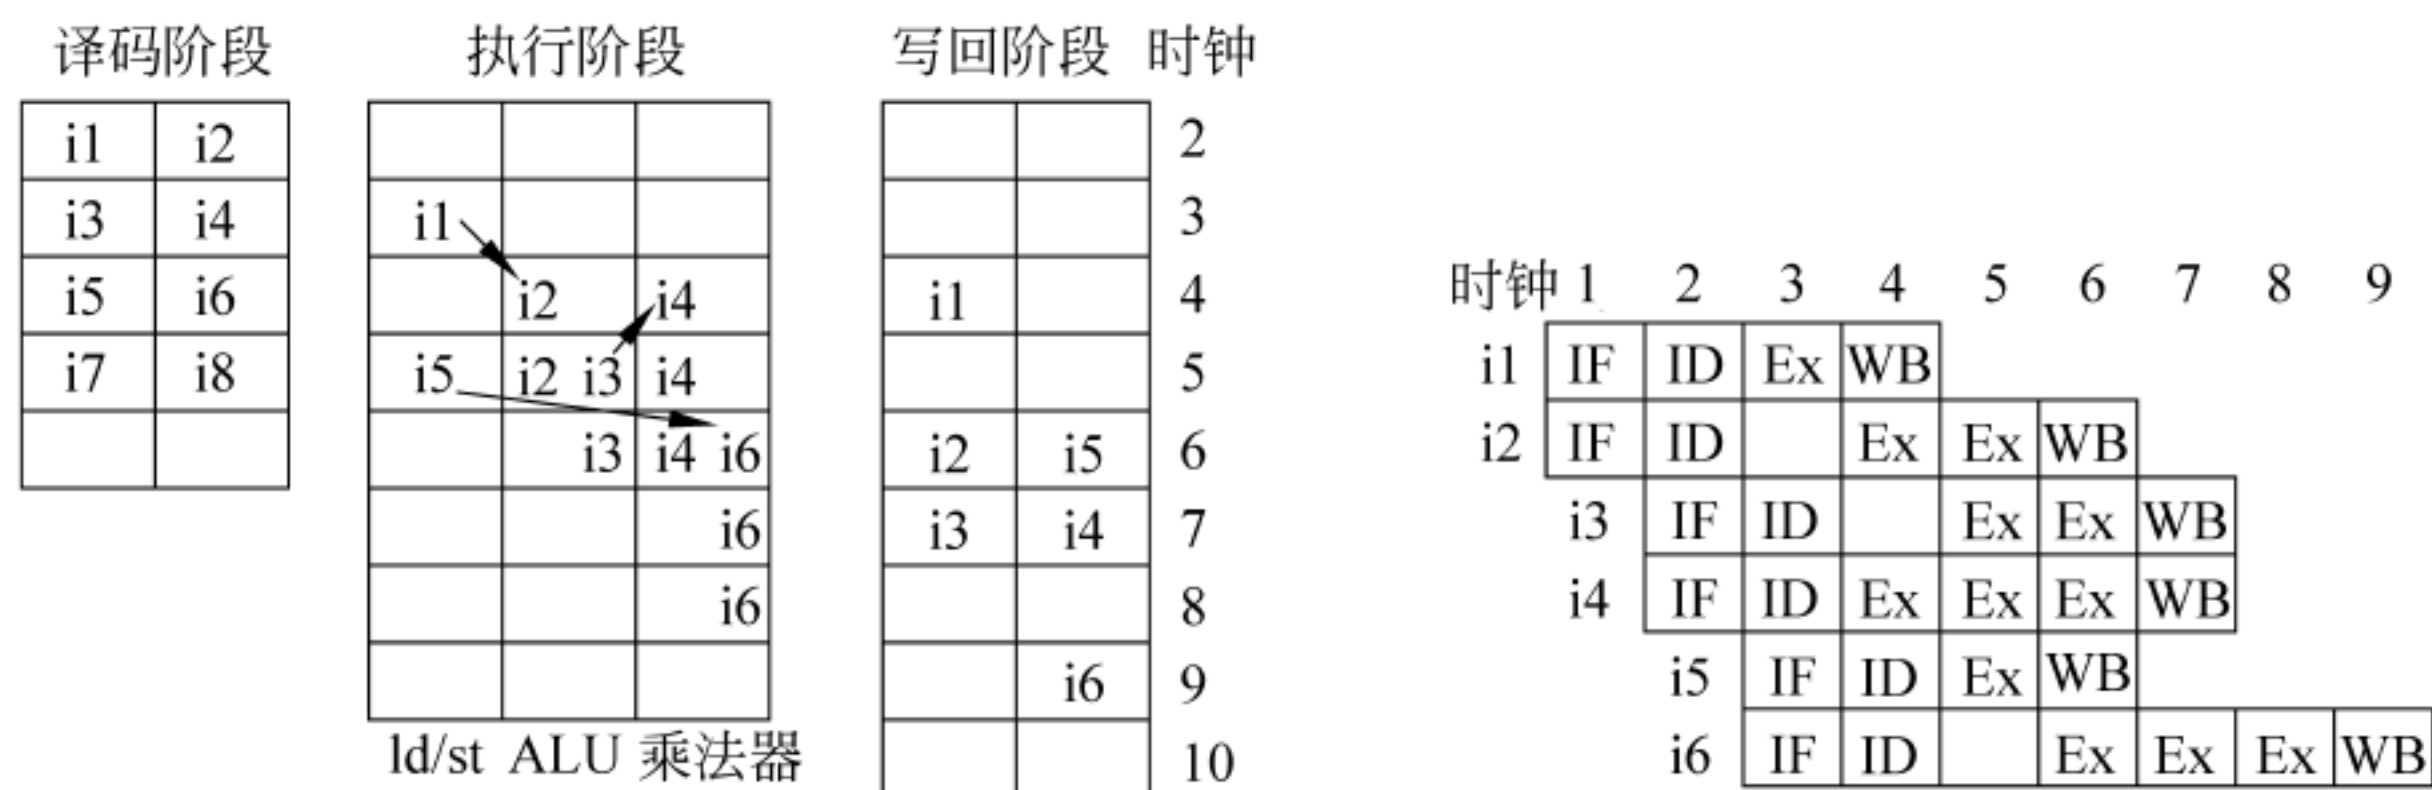 译码阶段 执行阶段 写回阶段 时钟
i1 i2 2
i3 i4 i1 3
i5 i6 i2 i4 i1 4
i7 i8 i5 i2 i3 i4 5
i3 i4 i6 i2 i5 6
i6 i3 i4 7
i6 8
i6 9
ld/st ALU 乘法器 10
时钟 1 2 3 4 5 6 7 8 9
i1 IF ID Ex WB
i2 IF ID Ex Ex WB
i3 IF ID Ex Ex WB
i4 IF ID Ex Ex Ex WB
i5 IF ID Ex WB
i6 IF ID Ex Ex Ex WB